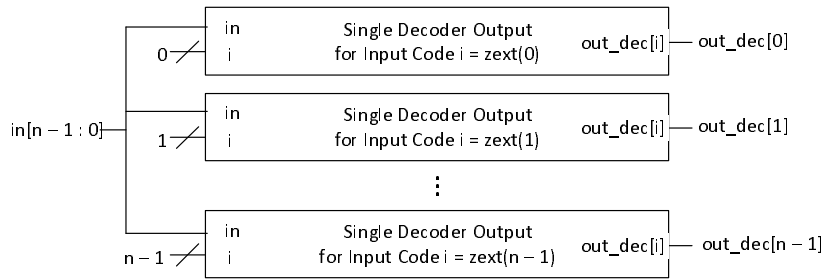 in Single Decoder Output out_dec[i] out_dec[0]
0 i for Input Code i = zext(0)
in Single Decoder Output out_dec[i] out_dec[1]
in[n – 1 : 0] 1 i for Input Code i = zext(1)
⋮
in Single Decoder Output out_dec[i] out_dec[n – 1]
n – 1 i for Input Code i = zext(n – 1)